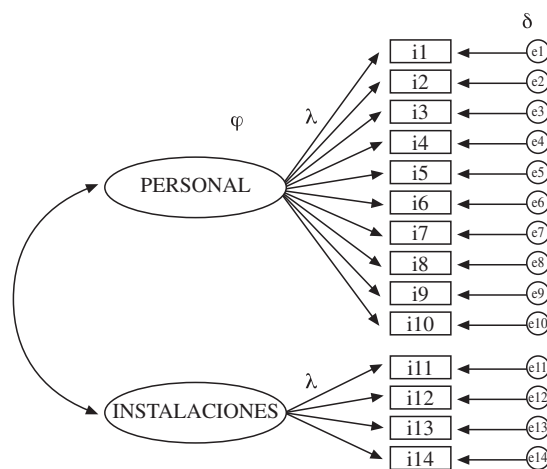 δ
i1 e1
i2 e2
φ λ i3 e3
i4 e4
i5 e5
PERSONAL
i6 e6
i7 e7
i8 e8
i9 e9
i10 e10
i11 e11
λ
i12 e12
INSTALACIONES
i13 e13
i14 e14